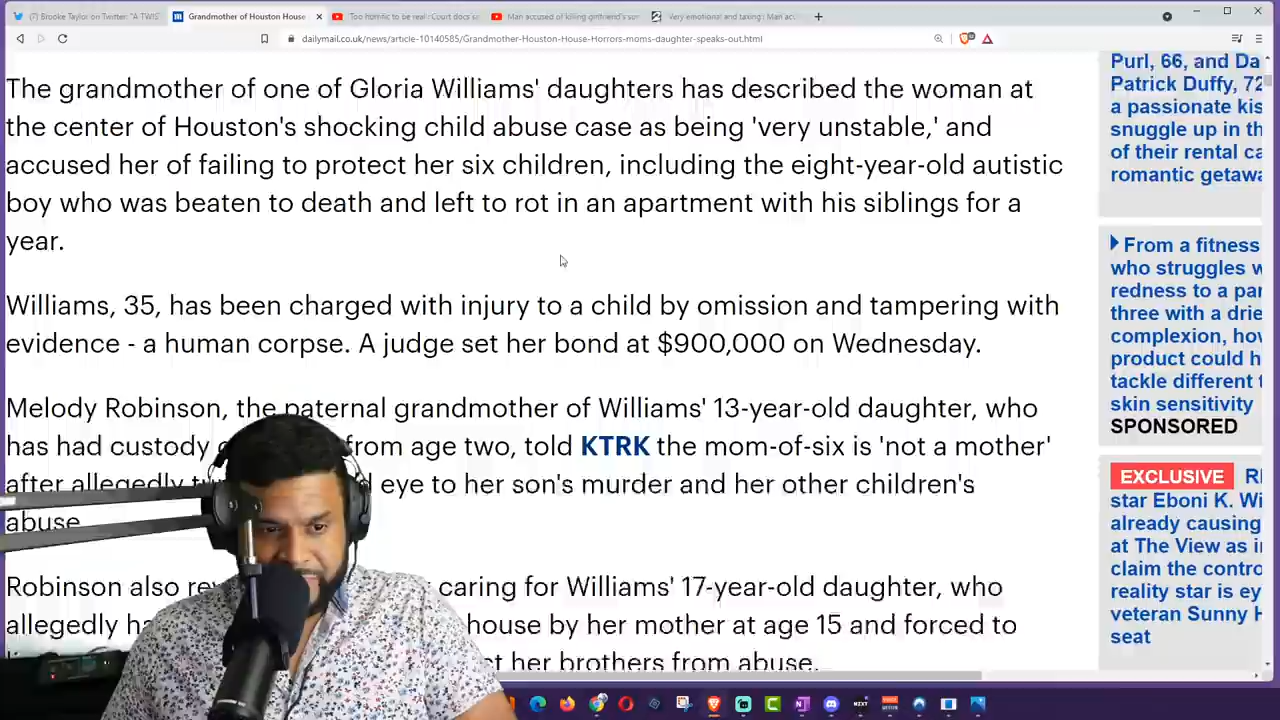 (7) Brooke Taylor on Twitter: "A TWIS
Grandmother of Houston House
Too horrific to be real: Court docs sa
Man accused of killing girlfriend's son
Very emotional and taxing': Man acc
dailymail.co.uk/news/article-10140585/Grandmother-Houston-House-Horrors-moms-daughter-speaks-out.html
The grandmother of one of Gloria Williams' daughters has described the woman at
the center of Houston's shocking child abuse case as being 'very unstable,' and
accused her of failing to protect her six children, including the eight-year-old autistic
boy who was beaten to death and left to rot in an apartment with his siblings for a
year.
Williams, 35, has been charged with injury to a child by omission and tampering with
evidence - a human corpse. A judge set her bond at $900,000 on Wednesday.
Melody Robinson, the paternal grandmother of Williams' 13-year-old daughter, who
has had custody from age two, told KTRK the mom-of-six is 'not a mother'
after allegedly eye to her son's murder and her other children's
abuse.
Robinson also caring for Williams' 17-year-old daughter, who
allegedly house by her mother at age 15 and forced to
her brothers from abuse.
Purl, 66, and Da
Patrick Duffy, 72
a passionate kis
snuggle up in th
of their rental ca
romantic getawa
From a fitness
who struggles w
redness to a par
three with a drie
complexion, how
product could h
tackle different t
skin sensitivity
SPONSORED
EXCLUSIVE
star Eboni K. Wi
already causing
at The View as i
claim the contro
reality star is ey
veteran Sunny H
seat